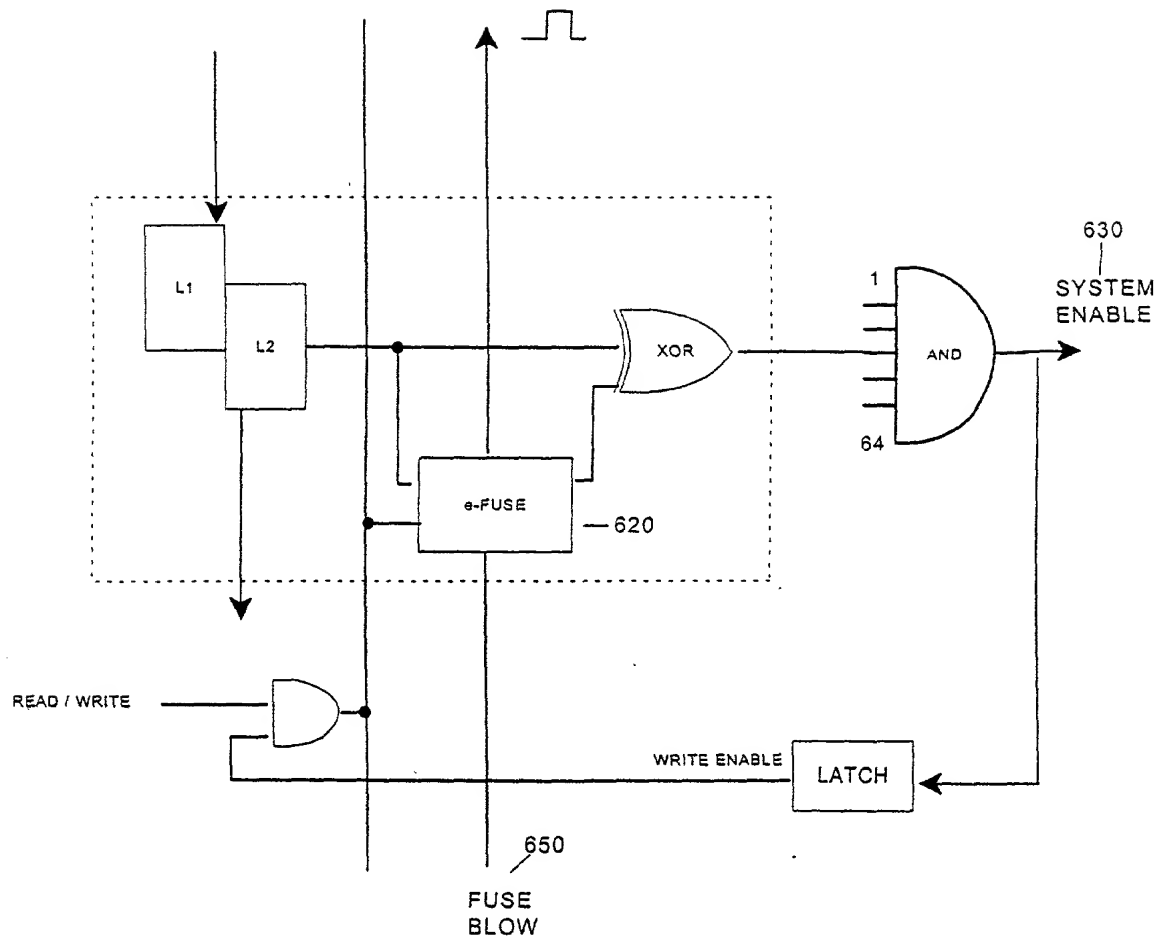 630
SYSTEM
ENABLE
1
L1
L2
XOR
AND
64
e-FUSE
620
READ / WRITE
WRITE ENABLE
LATCH
650
FUSE
BLOW